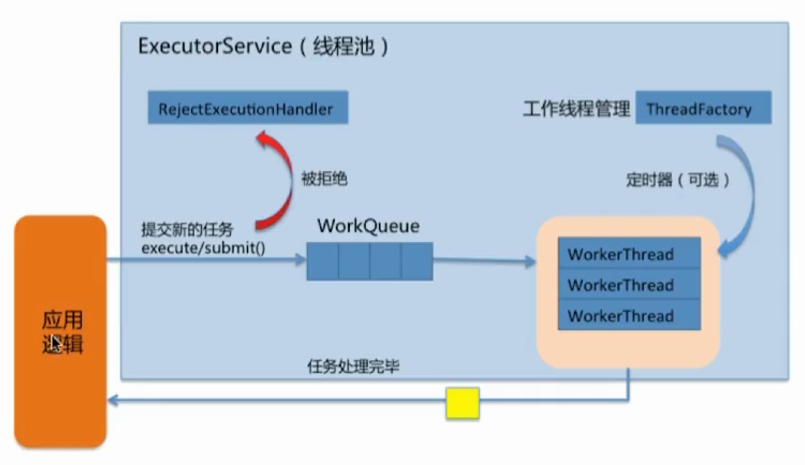 ExecutorService（线程池）
RejectExecutionHandler
工作线程管理
ThreadFactory
被拒绝
定时器（可选）
提交新的任务
execute/submit()
WorkQueue
WorkerThread
WorkerThread
WorkerThread
应用
逻辑
任务处理完毕